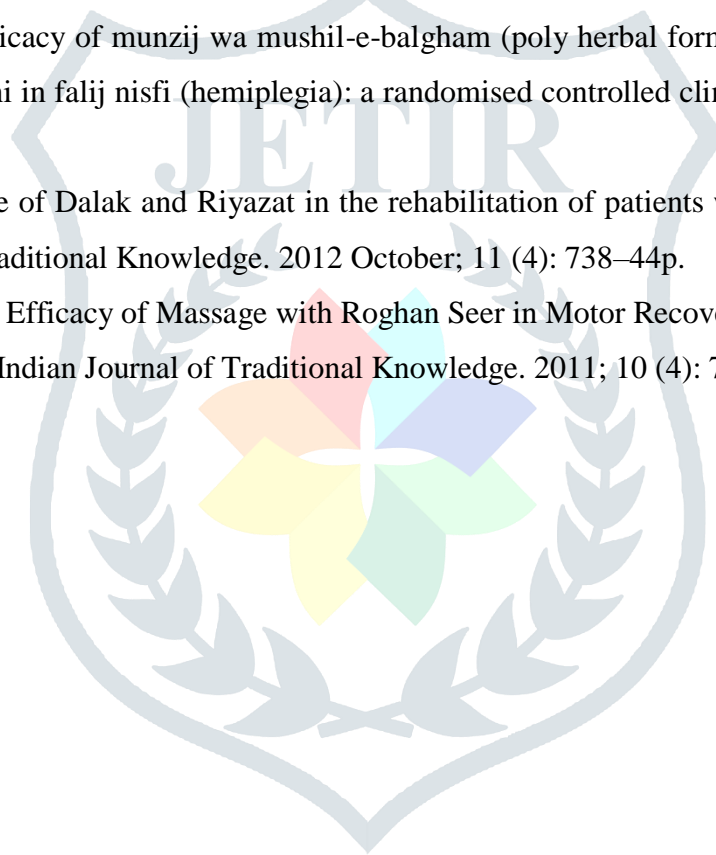 icacy of munzij wa mushil-e-balgham (poly herbal form
ni in falij nisfi (hemiplegia): a randomised controlled clin
JETIR
e of Dalak and Riyazat in the rehabilitation of patients w
aditional Knowledge. 2012 October; 11 (4): 738–44p.
Efficacy of Massage with Roghan Seer in Motor Recove
Indian Journal of Traditional Knowledge. 2011; 10 (4): 7